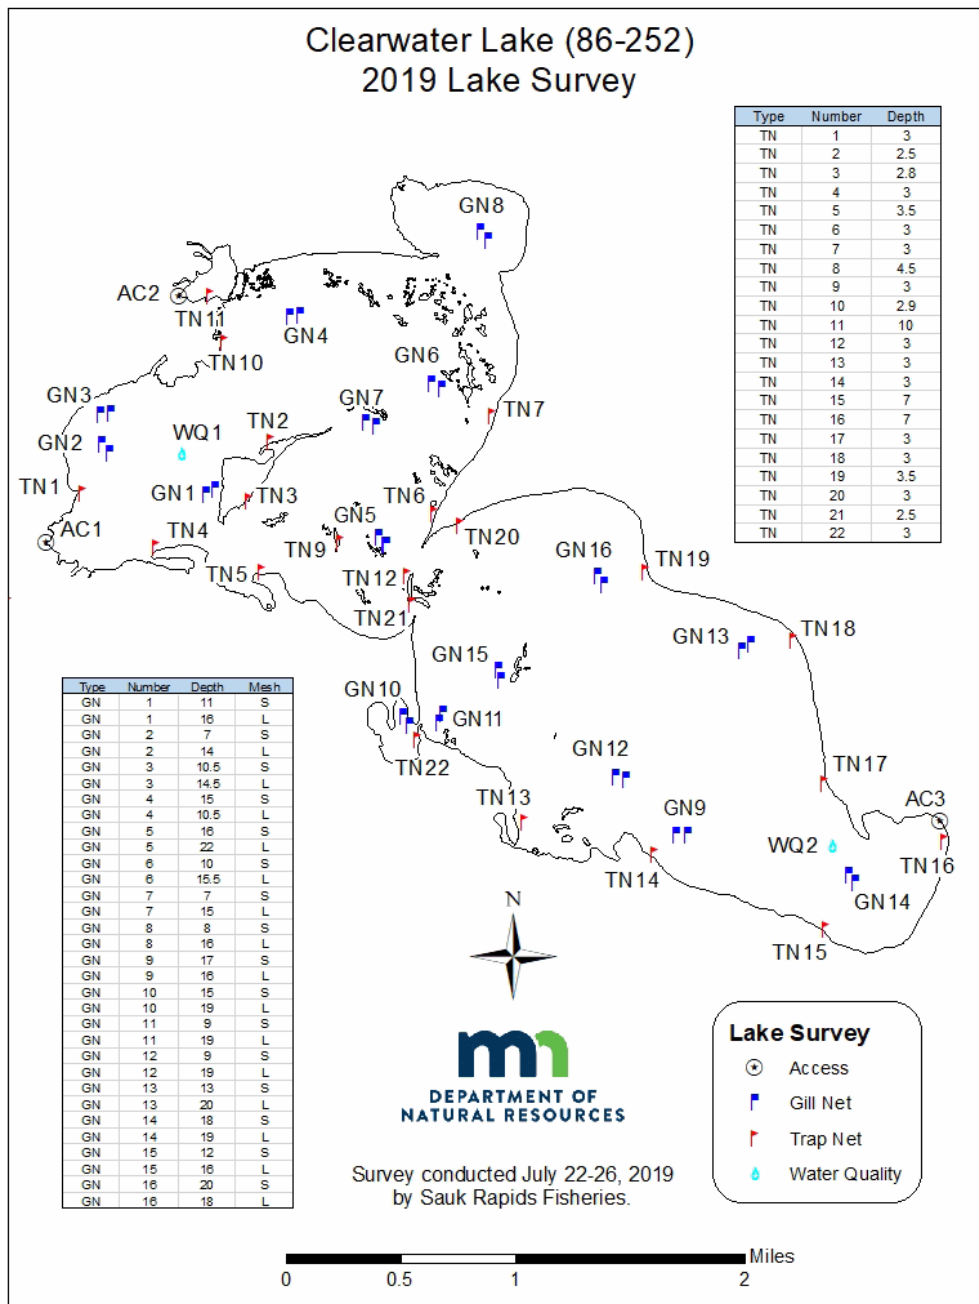 Clearwater Lake (86-252)
2019 Lake Survey
Type Number Depth
TN 1 3
TN 2 2.5
TN 3 2.8
TN 4 3
TN 5 3.5
TN 6 3
TN 7 3
TN 8 4.5
TN 9 3
TN 10 2.9
TN 11 10
TN 12 3
TN 13 3
TN 14 3
TN 15 7
TN 16 7
TN 17 3
TN 18 3
TN 19 3.5
TN 20 3
TN 21 2.5
TN 22 3
GN8
AC2
TN11
GN4
TN10
GN6
GN3
GN7
TN7
TN2
GN2
WQ1
TN1
GN1
TN3
TN6
AC1
GN5
TN4
TN9
TN20
GN16
TN19
TN5
TN12
TN21
GN13
TN18
GN15
GN10
GN11
TN22
GN12
TN17
TN13
GN9
AC3
WQ2
TN16
TN14
GN14
TN15
Type Number Depth Mesh
GN 1 11 S
GN 1 16 L
GN 2 7 S
GN 2 14 L
GN 3 10.5 S
GN 3 14.5 L
GN 4 15 S
GN 4 10.5 L
GN 5 16 S
GN 5 22 L
GN 6 10 S
GN 6 15.5 L
GN 7 7 S
GN 7 15 L
GN 8 8 S
GN 8 16 L
GN 9 17 S
GN 9 16 L
GN 10 15 S
GN 10 19 L
GN 11 9 S
GN 11 19 L
GN 12 9 S
GN 12 19 L
GN 13 13 S
GN 13 20 L
GN 14 18 S
GN 14 19 L
GN 15 12 S
GN 15 16 L
GN 16 20 S
GN 16 18 L
N
mn
DEPARTMENT OF
NATURAL RESOURCES
Survey conducted July 22-26, 2019
by Sauk Rapids Fisheries.
Lake Survey
Access
Gill Net
Trap Net
Water Quality
Miles
0 0.5 1 2